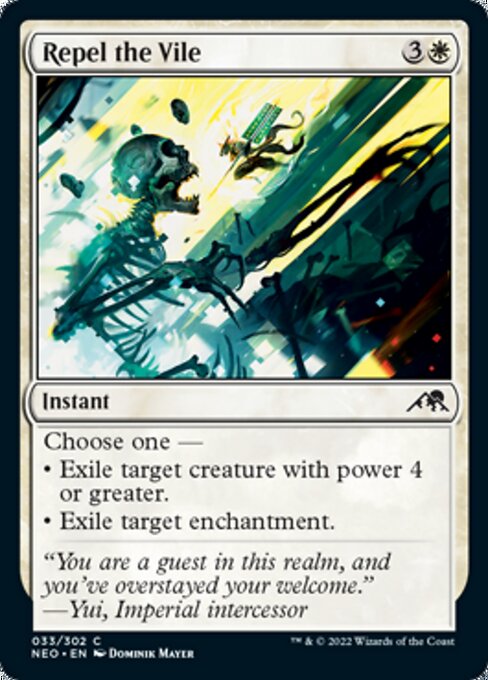 Repel the Vile 3
Instant
Choose one —
• Exile target creature with power 4
or greater.
• Exile target enchantment.
“You are a guest in this realm, and
you’ve overstayed your welcome.”
—Yui, Imperial intercessor
033/302 C
™ & © 2022 Wizards of the Coast
NEO • EN Dominik Mayer